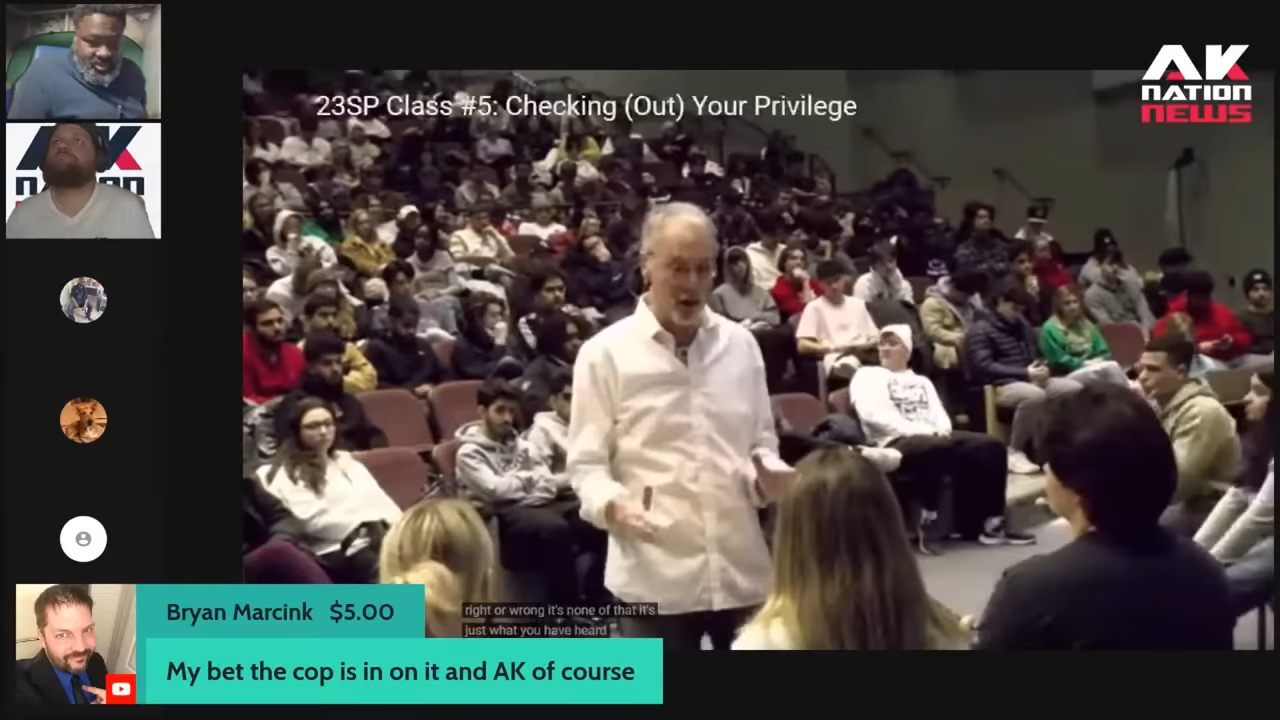 23SP Class #5: Checking (Out) Your Privilege
AK
NATION
NEWS
AK
NATION
right or wrong it's none of that it's
just what you have heard
Bryan Marcink $5.00
My bet the cop is in on it and AK of course